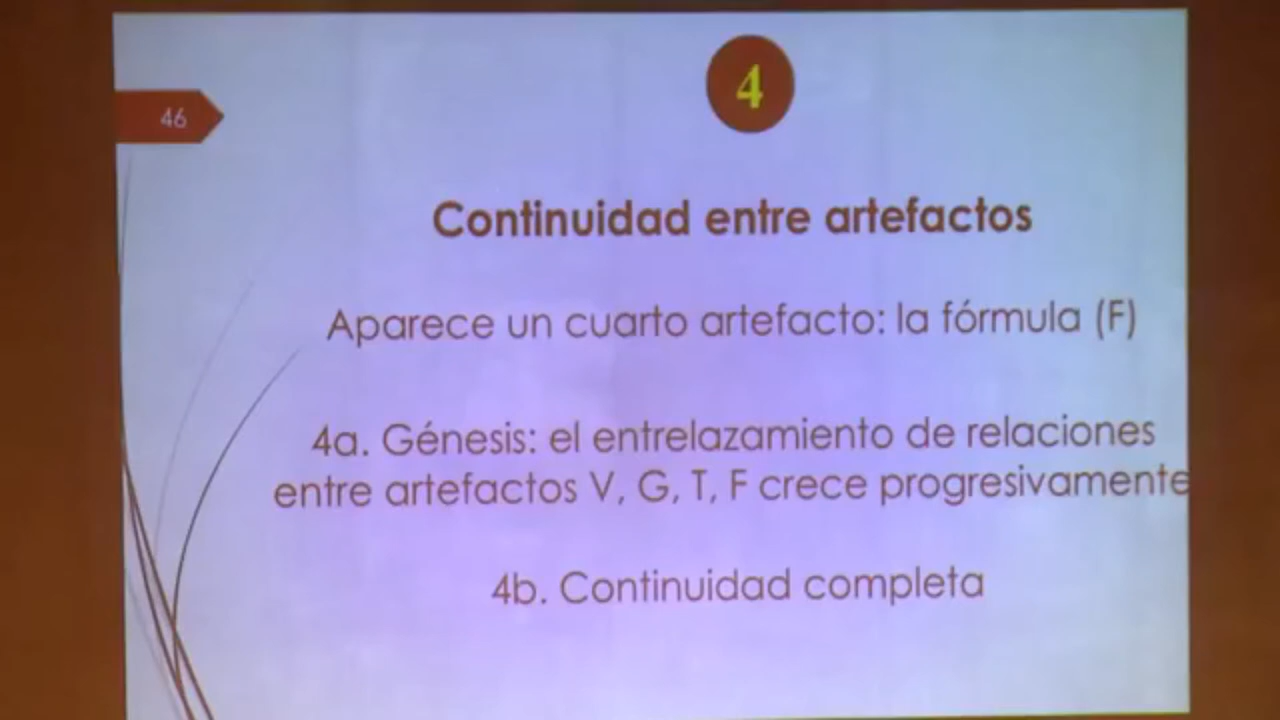 46
4
Continuidad entre artefactos
Aparece un cuarto artefacto: la fórmula (F)
4a. Génesis: el entrelazamiento de relaciones
entre artefactos V, G, T, F crece progresivamente
4b. Continuidad completa